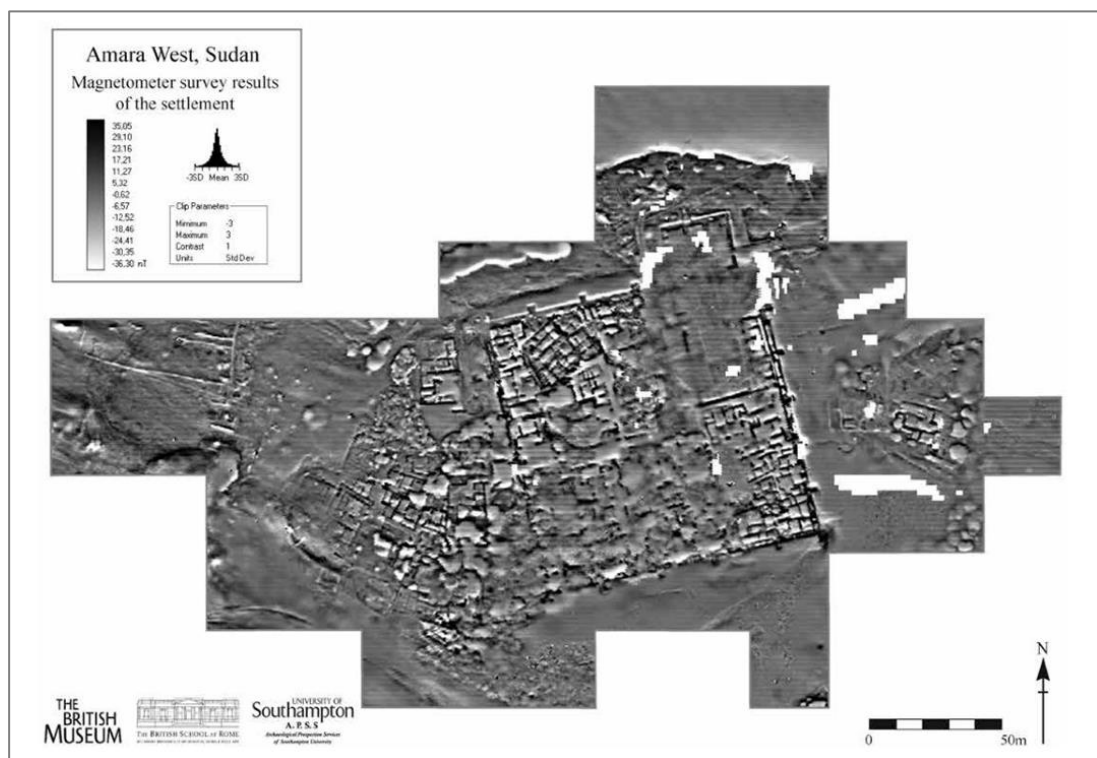 Amara West, Sudan
Magnetometer survey results
of the settlement
35,05
29,10
23,16
17,21
11,27
5,32
-0,62
-6,57
-12,52
-18,46
-24,41
-30,35
-36,30 nT
-3SD Mean 3SD
Clip Parameters
Minimum -3
Maximum 3
Contrast 1
Units Std Dev
THE
BRITISH
MUSEUM
THE BRITISH SCHOOL AT ROME
UNIVERSITY OF
Southampton
A.P.S.S
Archaeological Prospection Services
of Southampton University
N
0 50m